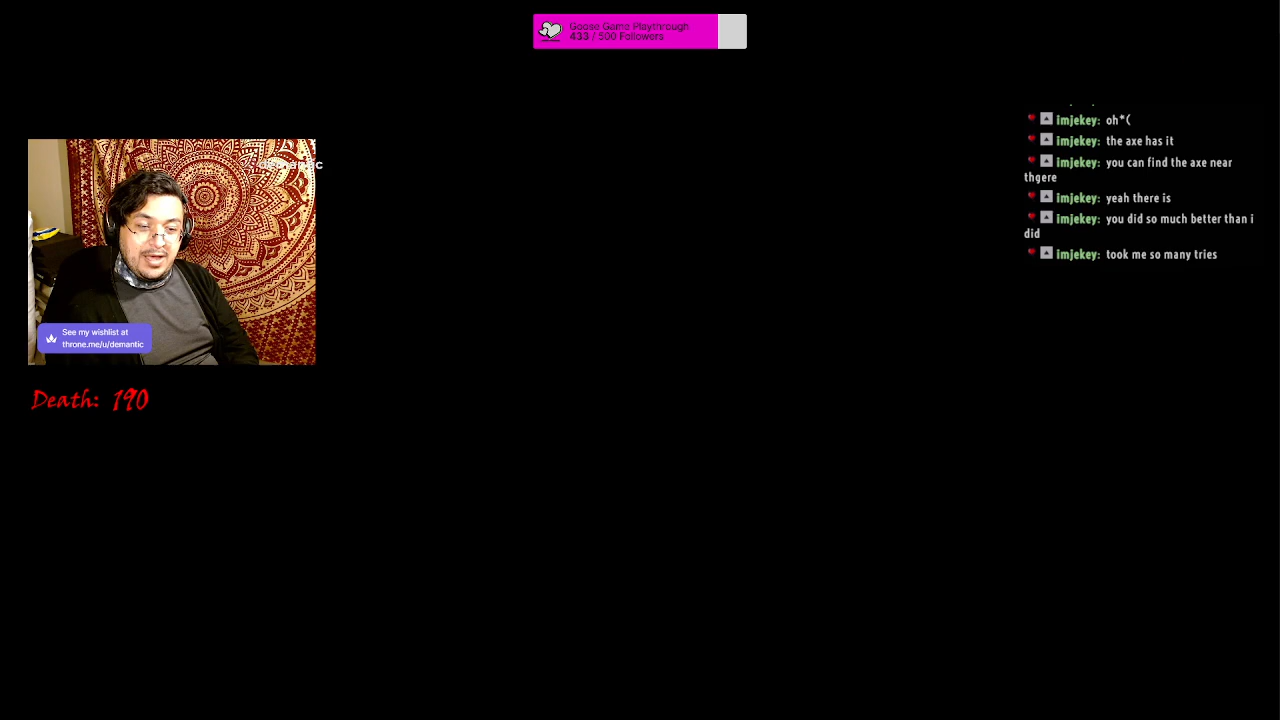 Goose Game Playthrough
433 / 500 Followers
demantic
imjekey: oh*(
imjekey: the axe has it
imjekey: you can find the axe near
thgere
imjekey: yeah there is
imjekey: you did so much better than i
did
imjekey: took me so many tries
See my wishlist at
throne.me/u/demantic
Death: 190